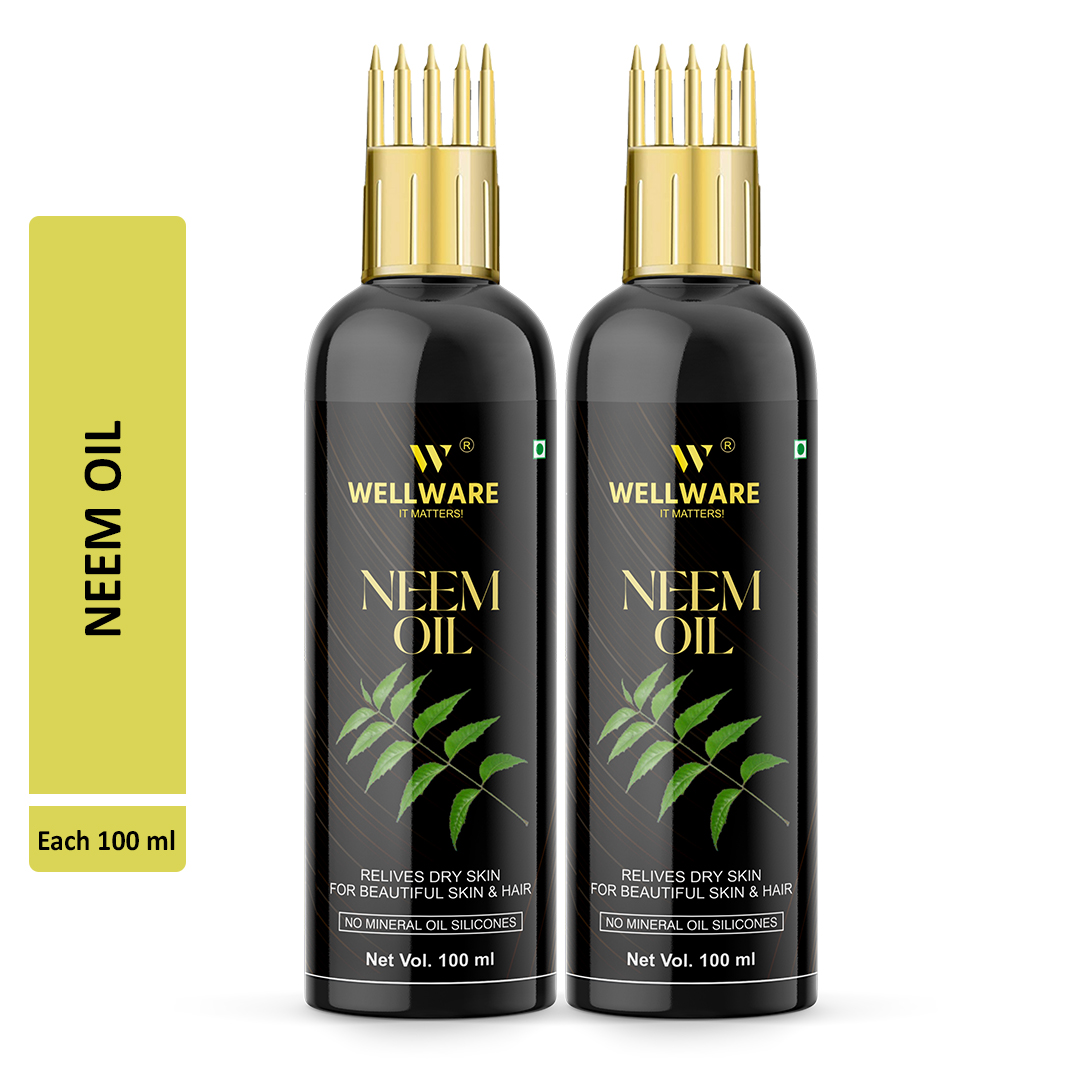 NEEM OIL
Each 100 ml
W ®
WELLWARE
IT MATTERS!
NEEM
OIL
RELIVES DRY SKIN
FOR BEAUTIFUL SKIN & HAIR
NO MINERAL OIL SILICONES
Net Vol. 100 ml
W ®
WELLWARE
IT MATTERS!
NEEM
OIL
RELIVES DRY SKIN
FOR BEAUTIFUL SKIN & HAIR
NO MINERAL OIL SILICONES
Net Vol. 100 ml